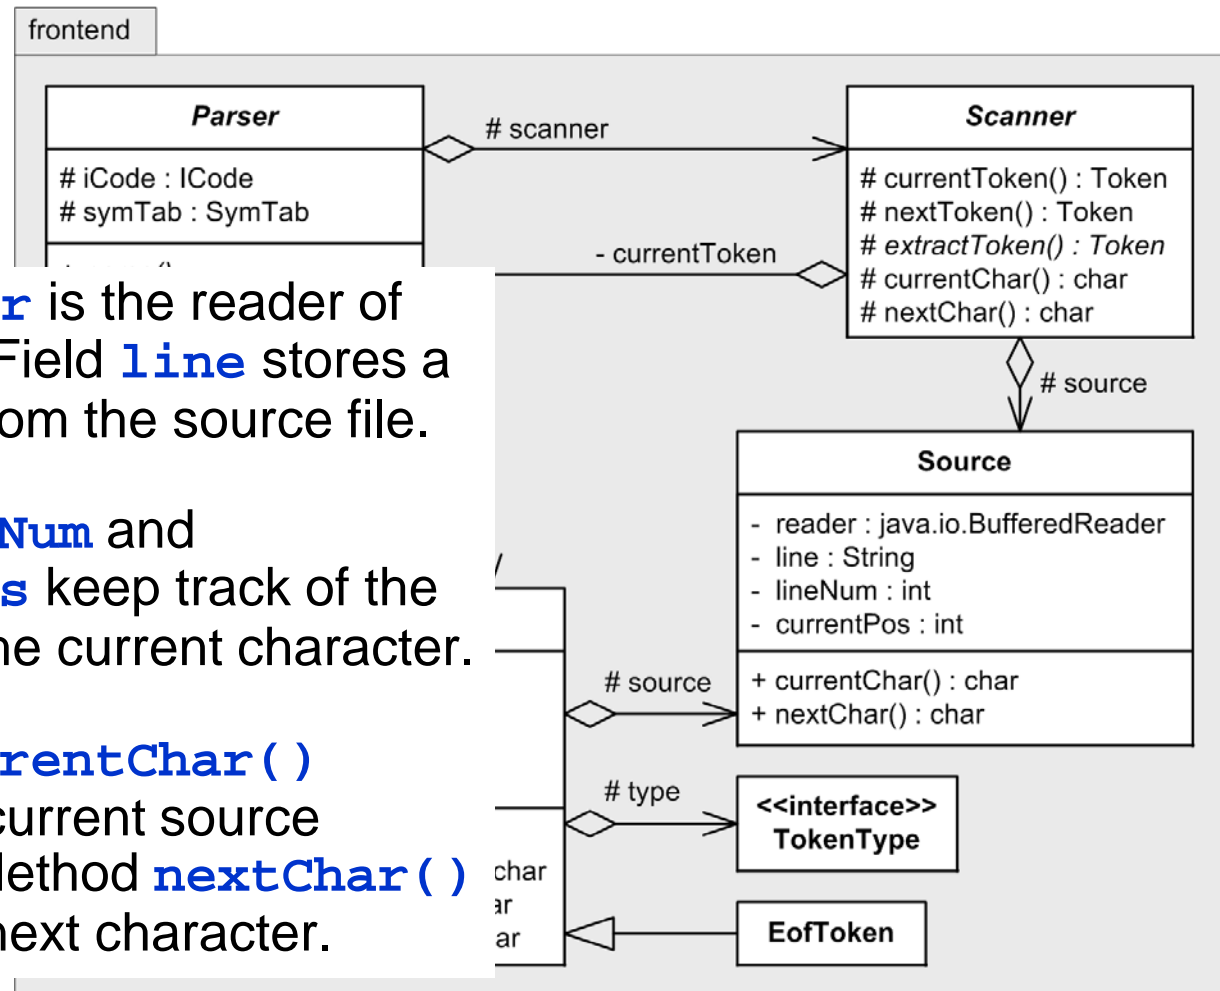 frontend
Parser
# iCode : ICode
# symTab : SymTab
# scanner
- currentToken
Scanner
# currentToken() : Token
# nextToken() : Token
# extractToken() : Token
# currentChar() : char
# nextChar() : char
# source
r is the reader of
Field line stores a
om the source file.
Num and
s keep track of the
he current character.
rentChar()
current source
lethod nextChar()
next character.
Source
- reader : java.io.BufferedReader
- line : String
- lineNum : int
- currentPos : int
+ currentChar() : char
+ nextChar() : char
# source
# type
<<interface>>
TokenType
char
ar
ar
EofToken